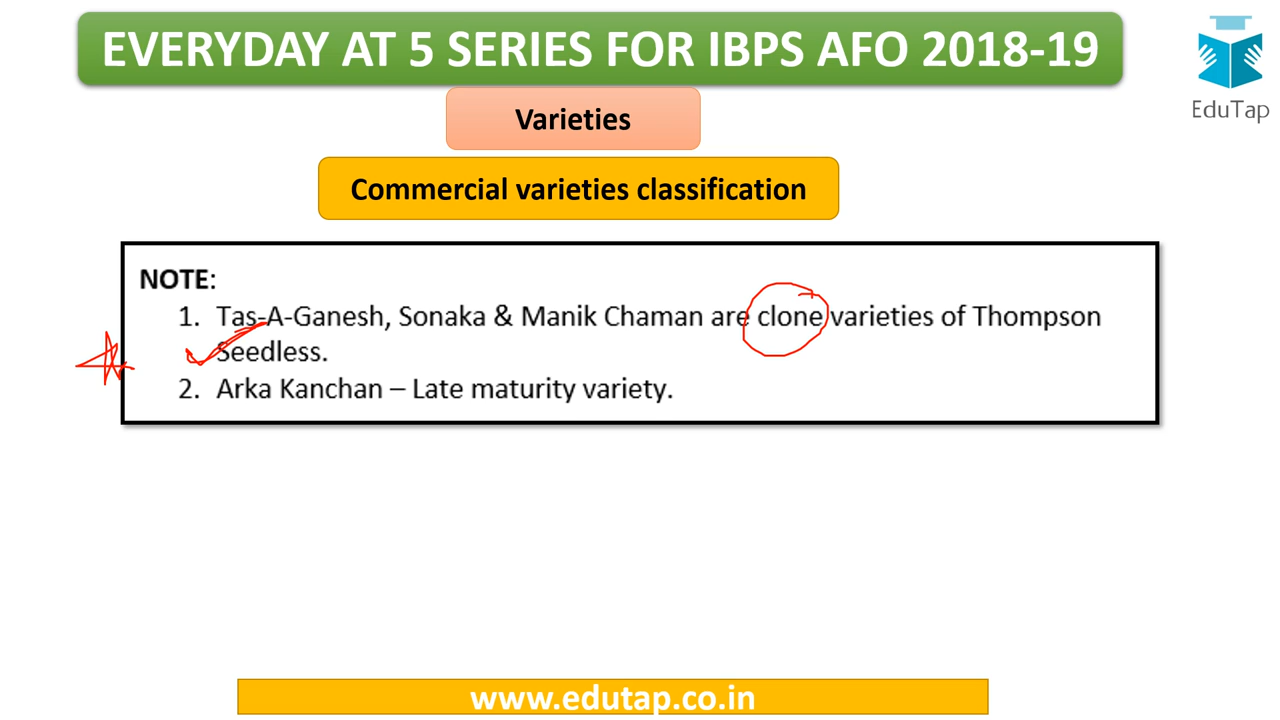 EVERYDAY AT 5 SERIES FOR IBPS AFO 2018-19
EduTap
Varieties
Commercial varieties classification
NOTE:
1. Tas-A-Ganesh, Sonaka & Manik Chaman are clone varieties of Thompson
Seedless.
2. Arka Kanchan – Late maturity variety.
www.edutap.co.in